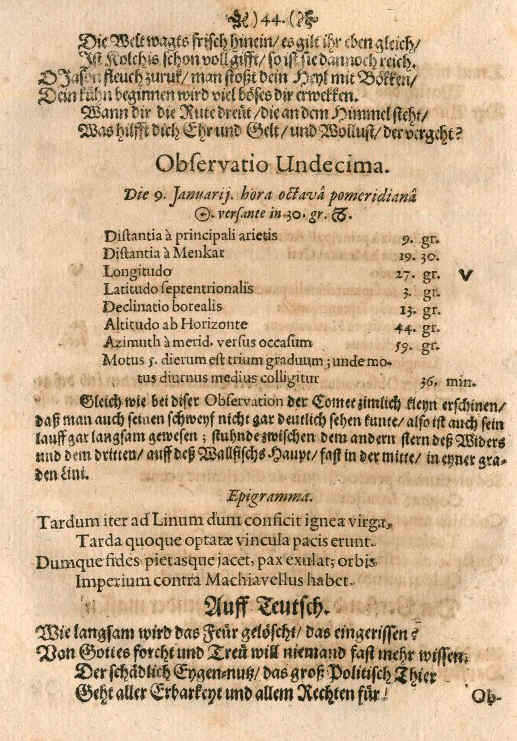 ) 44. (
Die Welt wagts frisch hinein/ es gilt ihr eben gleich/
Ist Kolchis schon voll gifft/ so ist sie dannoch reich.
O Jason fleuch zuruk/ man stoßt dein Heyl mit Bökken/
Dein kühn beginnen wird viel böses dir erwekken.
Wann dir die Rute dreüt/ die an dem Himmel steht/
Was hilfft dich Ehr und Gelt/ und Wollust/ der vergeht?
Observatio Undecima.
Die 9. Januarij. hora octavâ pomeridianâ
☉. versante in 30. gr. ♑.
Distantia à principali arietis 9. gr.
Distantia à Menkar 19. 30.
Longitudo 27. gr. ♈
Latitudo septentrionalis 3. gr.
Declinatio borealis 13. gr.
Altitudo ab Horizonte 44. gr.
Azimuth à merid. versus occasum 59. gr.
Motus 5. dierum est trium graduum; unde mo-
tus diurnus medius colligitur 36. min.
Gleich wie bei diser Observation der Comet zimlich kleyn erschinen/
daß man auch seinen schweyf nicht gar deutlich sehen kunte/ also ist auch sein
lauff gar langsam gewesen; stuhnde zwischen dem andern stern deß Widers
und dem dritten/ auff deß Wallfischs Haupt/ fast in der mitte/ in eyner gra-
den Lini.
Epigramma.
Tardum iter ad Linum dum conficit ignea virga,
Tarda quoque optatæ vincula pacis erunt.
Dumque fides pietasque jacet, pax exulat; orbis
Imperium contra Machiavellus habet.
Auff Teutsch.
Wie langsam wird das Feür gelöscht/ das eingerissen?
Von Gottes forcht und Treü will niemand fast mehr wissen;
Der schädlich Eygen-nutz/ das groß Politisch Thier
Geht aller Erbarkeyt und allem Rechten für!
Ob-